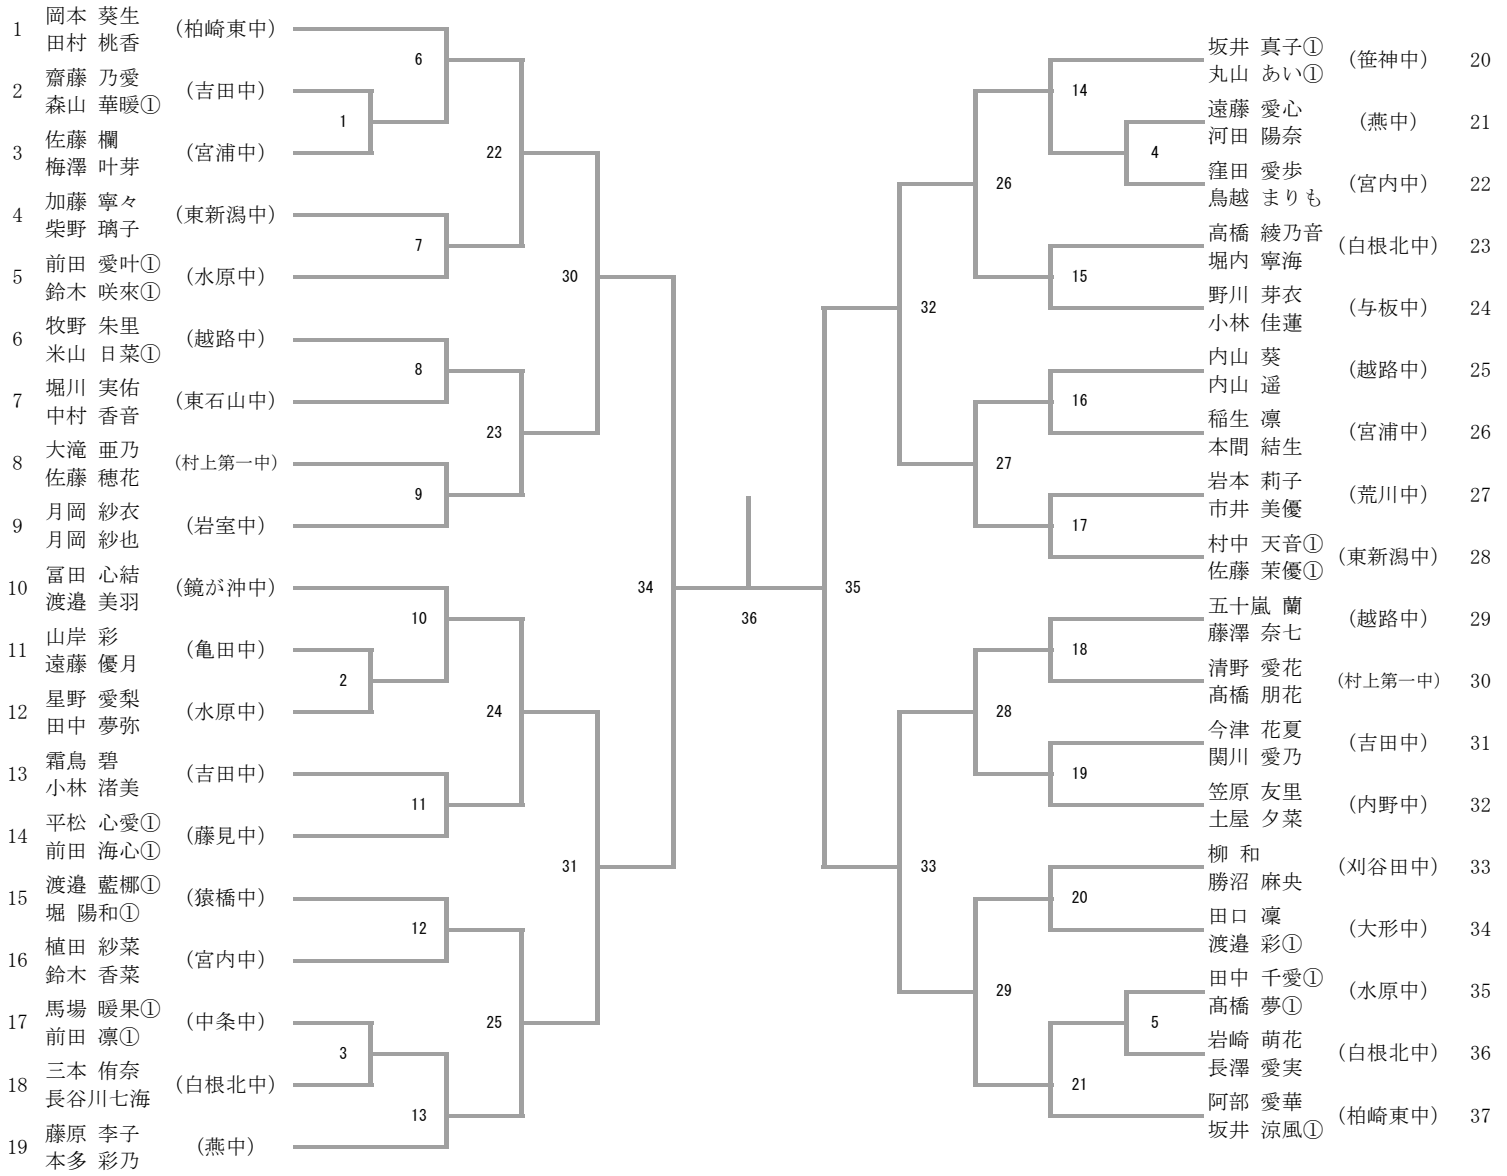 岡本 葵生
1
(柏崎東中)
田村 桃香
齋藤 乃愛
2
(吉田中)
森山 華暖①
佐藤 欄
3
(宮浦中)
梅澤 叶芽
加藤 寧々
4
(東新潟中)
柴野 璃子
前田 愛叶①
5
(水原中)
鈴木 咲來①
牧野 朱里
6
(越路中)
米山 日菜①
堀川 実佑
7
(東石山中)
中村 香音
大滝 亜乃
8
(村上第一中)
佐藤 穂花
月岡 紗衣
9
(岩室中)
月岡 紗也
冨田 心結
10
(鏡が沖中)
渡邉 美羽
山岸 彩
11
(亀田中)
遠藤 優月
星野 愛梨
12
(水原中)
田中 夢弥
霜鳥 碧
13
(吉田中)
小林 渚美
平松 心愛①
14
(藤見中)
前田 海心①
渡邉 藍梛①
15
(猿橋中)
堀 陽和①
植田 紗菜
16
(宮内中)
鈴木 香菜
馬場 暖果①
17
(中条中)
前田 凛①
三本 侑奈
18
(白根北中)
長谷川七海
藤原 李子
19
(燕中)
本多 彩乃
6
1
22
7
30
8
23
9
34
10
2
24
11
31
12
25
3
13
36
35
14
4
26
15
32
16
27
17
18
28
19
33
20
29
5
21
坂井 真子①
(笹神中)
20
丸山 あい①
遠藤 愛心
(燕中)
21
河田 陽奈
窪田 愛歩
(宮内中)
22
鳥越 まりも
高橋 綾乃音
(白根北中)
23
堀内 寧海
野川 芽衣
(与板中)
24
小林 佳蓮
内山 葵
(越路中)
25
内山 遥
稲生 凛
(宮浦中)
26
本間 結生
岩本 莉子
(荒川中)
27
市井 美優
村中 天音①
(東新潟中)
28
佐藤 茉優①
五十嵐 蘭
(越路中)
29
藤澤 奈七
清野 愛花
(村上第一中)
30
髙橋 朋花
今津 花夏
(吉田中)
31
関川 愛乃
笠原 友里
(内野中)
32
土屋 夕菜
柳 和
(刈谷田中)
33
勝沼 麻央
田口 凜
(大形中)
34
渡邉 彩①
田中 千愛①
(水原中)
35
髙橋 夢①
岩崎 萌花
(白根北中)
36
長澤 愛実
阿部 愛華
(柏崎東中)
37
坂井 涼風①